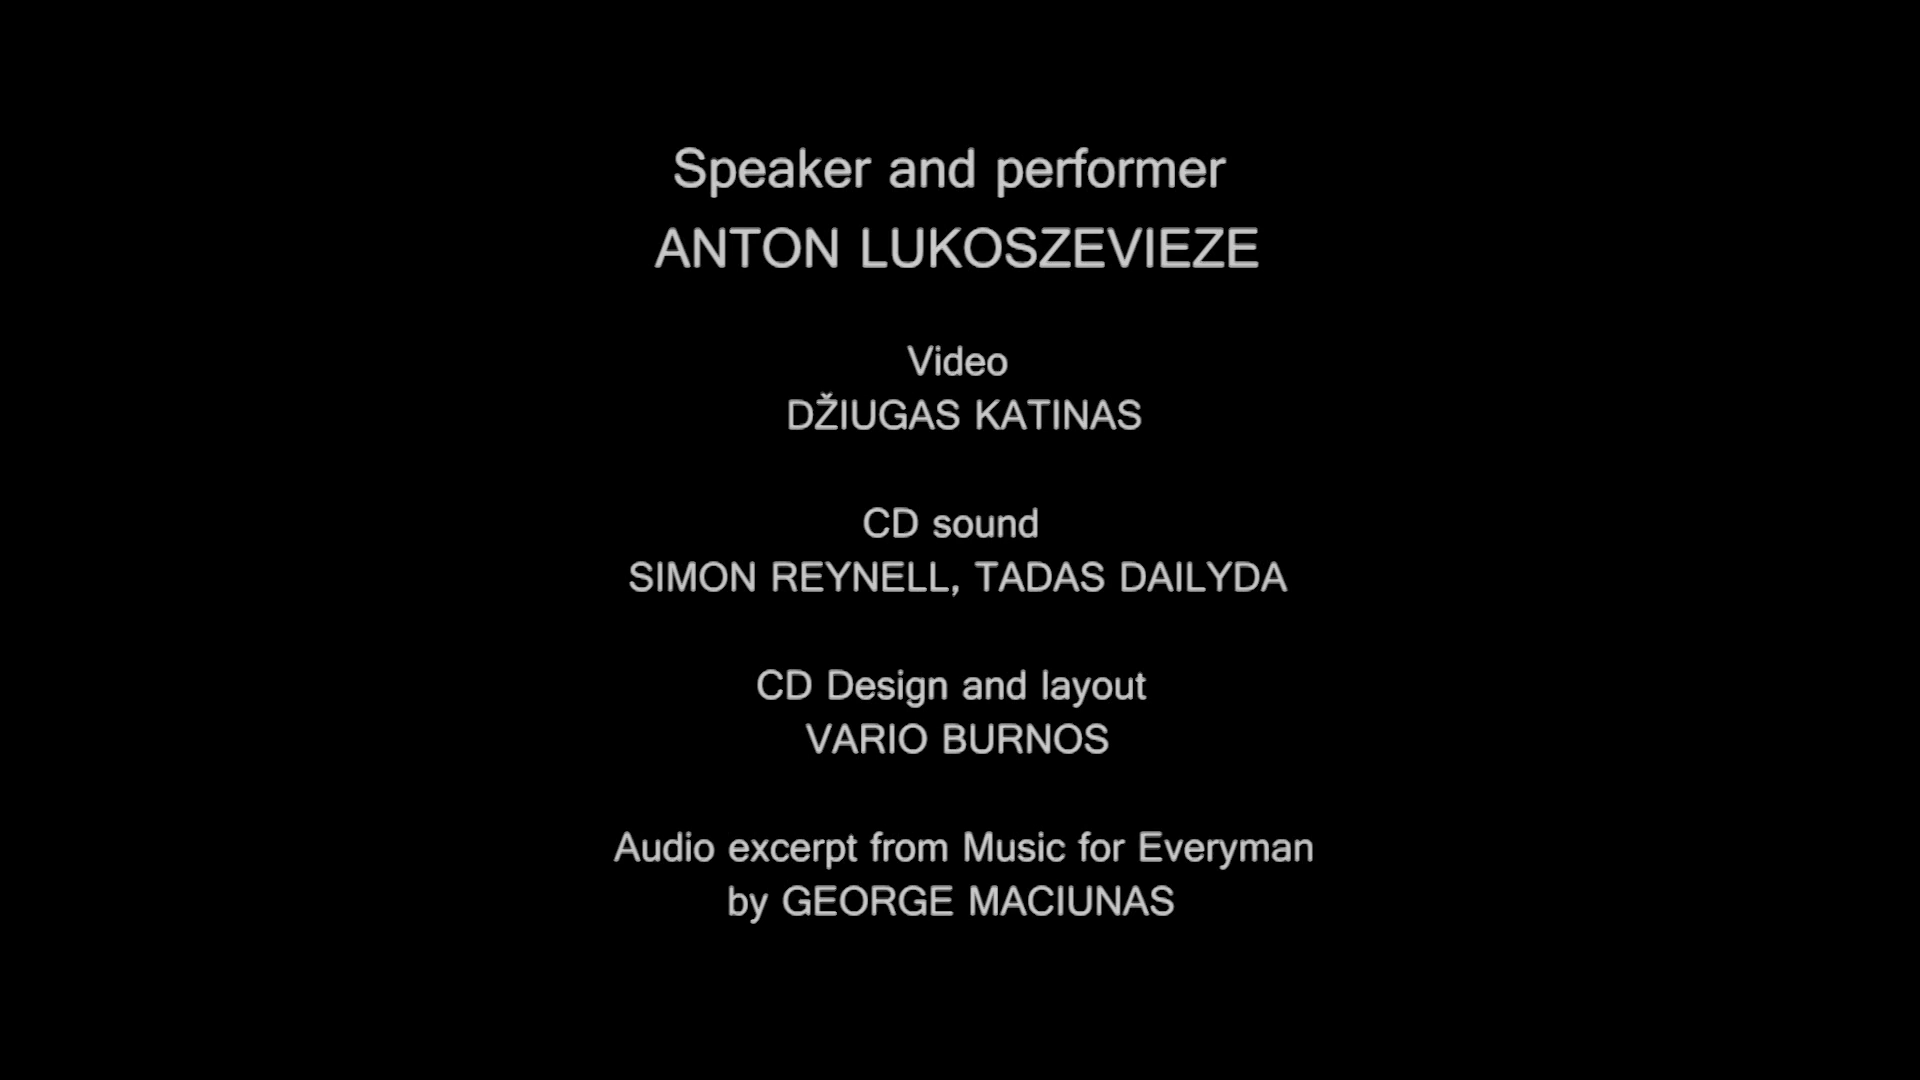 Speaker and performer
ANTON LUKOSZEVIEZE
Video
DŽIUGAS KATINAS
CD sound
SIMON REYNELL, TADAS DAILYDA
CD Design and layout
VARIO BURNOS
Audio excerpt from Music for Everyman
by GEORGE MACIUNAS